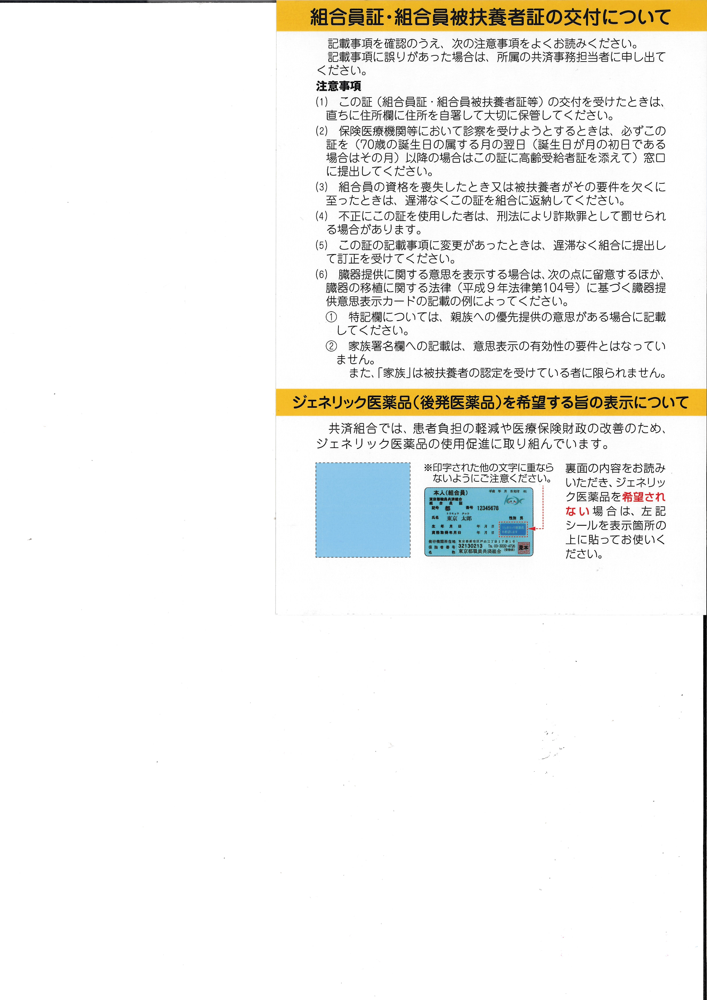 組合員証・組合員被扶養者証の交付について
記載事項を確認のうえ、次の注意事項をよくお読みください。
記載事項に誤りがあった場合は、所属の共済事務担当者に申し出て
ください。
注意事項
(1) この証（組合員証・組合員被扶養者証等）の交付を受けたときは、
直ちに住所欄に住所を自署して大切に保管してください。
(2) 保険医療機関等において診察を受けようとするときは、必ずこの
証を（70歳の誕生日の属する月の翌日（誕生日が月の初日である
場合はその月）以降の場合はこの証に高齢受給者証を添えて）窓口
に提出してください。
(3) 組合員の資格を喪失したとき又は被扶養者がその要件を欠くに
至ったときは、遅滞なくこの証を組合に返納してください。
(4) 不正にこの証を使用した者は、刑法により詐欺罪として罰せられ
る場合があります。
(5) この証の記載事項に変更があったときは、遅滞なく組合に提出し
て訂正を受けてください。
(6) 臓器提供に関する意思を表示する場合は、次の点に留意するほか、
臓器の移植に関する法律（平成９年法律第104号）に基づく臓器提
供意思表示カードの記載の例によってください。
① 特記欄については、親族への優先提供の意思がある場合に記載
してください。
② 家族署名欄への記載は、意思表示の有効性の要件とはなってい
ません。
また、「家族」は被扶養者の認定を受けている者に限られません。
ジェネリック医薬品(後発医薬品)を希望する旨の表示について
共済組合では、患者負担の軽減や医療保険財政の改善のため、
ジェネリック医薬品の使用促進に取り組んでいます。
※印字された他の文字に重なら
ないようにご注意ください。
本人(組合員) 平成 年 月 日交付 01
東京都職員共済組合
組合員証
記号 都 番号 12345678
トウキョウ タロウ
氏名 東京 太郎 性別 男
生年月日 年 月 日
資格取得年月日 年 月 日
ジェネリック医薬品
を希望します
発行機関所在地 東京都新宿区戸山三丁目17番1号
保険者番号 32130213 TEL 03-3232-4726
名称 東京都職員共済組合 (資格係)
見本
裏面の内容をお読み
いただき、ジェネリッ
ク医薬品を希望され
ない場合は、左記
シールを表示箇所の
上に貼ってお使いく
ださい。